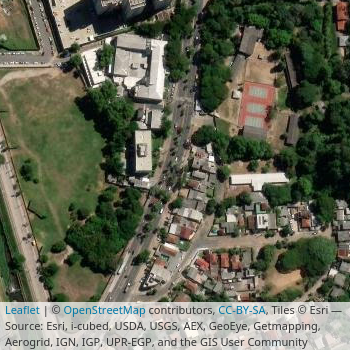 Leaflet | © OpenStreetMap contributors, CC-BY-SA, Tiles © Esri —
Source: Esri, i-cubed, USDA, USGS, AEX, GeoEye, Getmapping,
Aerogrid, IGN, IGP, UPR-EGP, and the GIS User Community